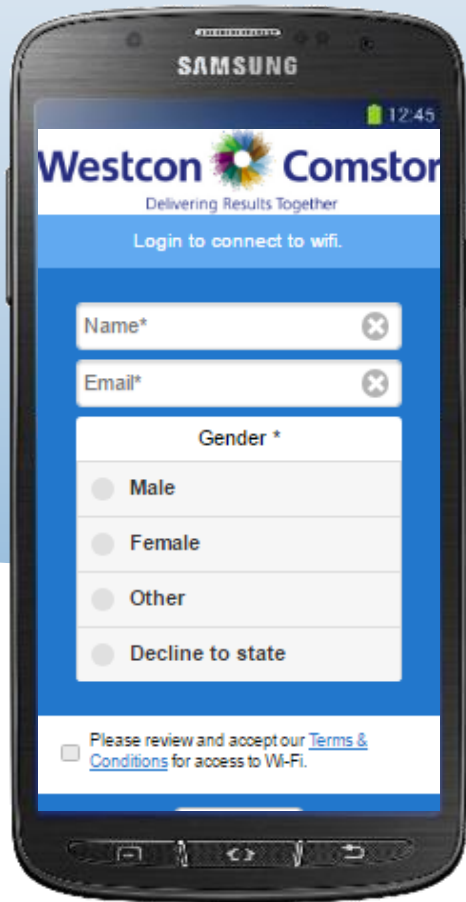 SAMSUNG
12:45
Westcon Comstor
Delivering Results Together
Login to connect to wifi.
Name*
Email*
Gender *
Male
Female
Other
Decline to state
Please review and accept our Terms &
Conditions for access to Wi-Fi.